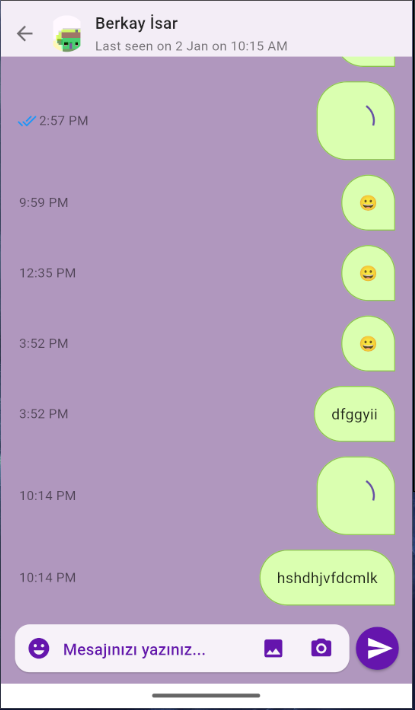 Berkay İsar
Last seen on 2 Jan on 10:15 AM
2:57 PM
9:59 PM
12:35 PM
3:52 PM
3:52 PM dfggyii
10:14 PM
10:14 PM hshdhjvfdcmlk
Mesajınızı yazınız...